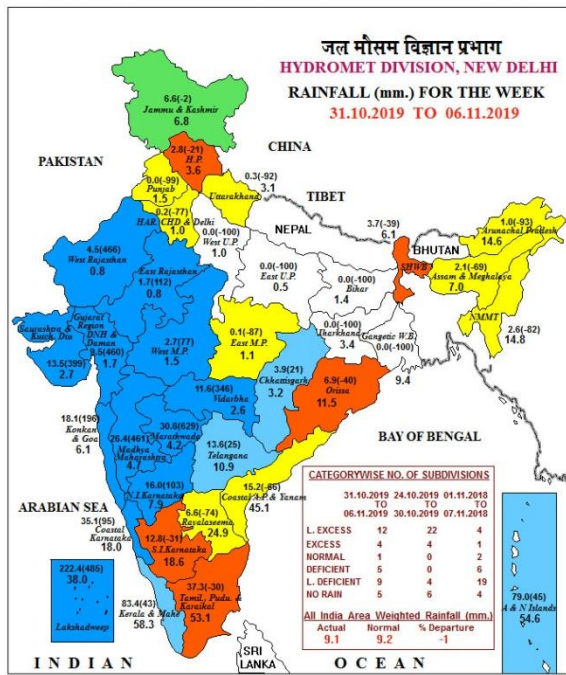 जल मौसम विज्ञान प्रभाग
HYDROMET DIVISION, NEW DELHI
RAINFALL (mm.) FOR THE WEEK
31.10.2019 TO 06.11.2019
6.6(-2)
Jammu & Kashmir
6.8
2.8(-21)
H.P.
3.6
CHINA
PAKISTAN
0.0(-99)
Punjab
1.5
0.3(-92)
Uttarakhand
3.1
TIBET
0.2(-77)
HAR. CHD & Delhi
1.0
NEPAL
0.0(-100)
West U.P.
1.0
3.7(-39)
6.1
SHWB
BHUTAN
1.0(-93)
Arunachal Pradesh
14.6
4.5(466)
West Rajasthan
0.8
East Rajasthan
1.7(112)
0.8
0.0(-100)
East U.P.
0.5
0.0(-100)
Bihar
1.4
2.1(-69)
Assam & Meghalaya
7.0
NMMT
2.6(-82)
14.8
Saurashtra &
Kutch, Diu
13.5(399)
2.7
Gujarat
Region
DNH &
Daman
9.5(460)
1.7
2.7(77)
West M.P.
1.5
0.1(-87)
East M.P.
1.1
0.0(-100)
Jharkhand
3.4
Gangetic W.B.
0.0(-100)
9.4
3.9(21)
Chhattisgarh
3.2
6.9(-40)
Orissa
11.5
11.6(346)
Vidarbha
2.6
18.1(196)
Konkan
and Goa
6.1
26.4(461)
Madhya
Maharashtra
4.7
30.6(629)
Marathwada
4.2
13.6(25)
Telangana
10.9
BAY OF BENGAL
ARABIAN SEA
16.0(103)
N.I.Karnataka
7.9
15.2(-66)
Coastal A.P. & Yanam
45.1
6.6(-74)
Rayalaseema
24.9
35.1(95)
Coastal
Karnataka
18.0
12.8(-31)
S.I.Karnataka
18.6
37.3(-30)
Tamil., Pudu. &
Karaikal
53.1
83.4(43)
Kerala & Mahe
58.3
222.4(485)
38.0
Lakshadweep
79.0(45)
A & N Islands
54.6
CATEGORYWISE NO. OF SUBDIVISIONS
31.10.2019 24.10.2019 01.11.2018
TO TO TO
06.11.2019 30.10.2019 07.11.2018
L. EXCESS 12 22 4
EXCESS 4 4 1
NORMAL 1 0 2
DEFICIENT 5 0 6
L. DEFICIENT 9 4 19
NO RAIN 5 6 4
All India Area Weighted Rainfall (mm.)
Actual Normal % Departure
9.1 9.2 -1
SRI
LANKA
INDIAN OCEAN